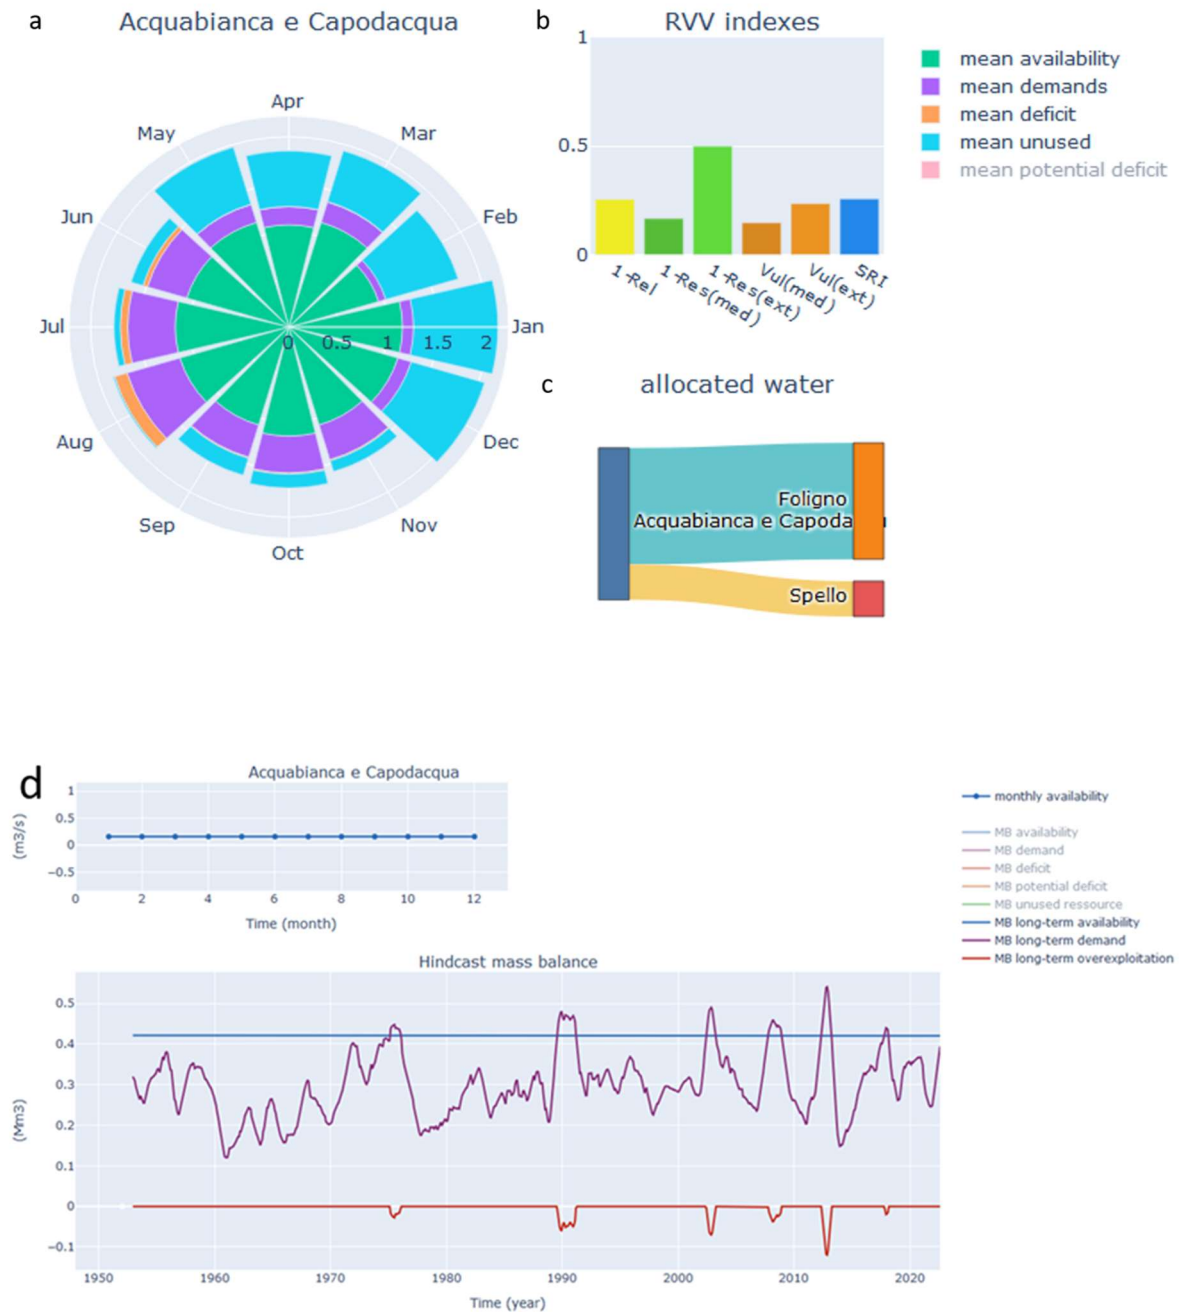 a
Acquabianca e Capodacqua
Apr
May
Mar
Jun
Feb
Jul
0
0.5
1
1.5
2
Jan
Aug
Dec
Sep
Nov
Oct
b
RVV indexes
1
0.5
0
1-Rel
1-Res(med)
1-Res(ext)
Vul(med)
Vul(ext)
SRI
mean availability
mean demands
mean deficit
mean unused
mean potential deficit
c
allocated water
Foligno
Acquabianca e Capoda
Spello
d
Acquabianca e Capodacqua
1
0.5
0
−0.5
(m3/s)
0 2 4 6 8 10 12
Time (month)
monthly availability
MB availability
MB demand
MB deficit
MB potential deficit
MB unused ressource
MB long-term availability
MB long-term demand
MB long-term overexploitation
Hindcast mass balance
0.5
0.4
0.3
0.2
0.1
0
−0.1
(Mm3)
1950 1960 1970 1980 1990 2000 2010 2020
Time (year)